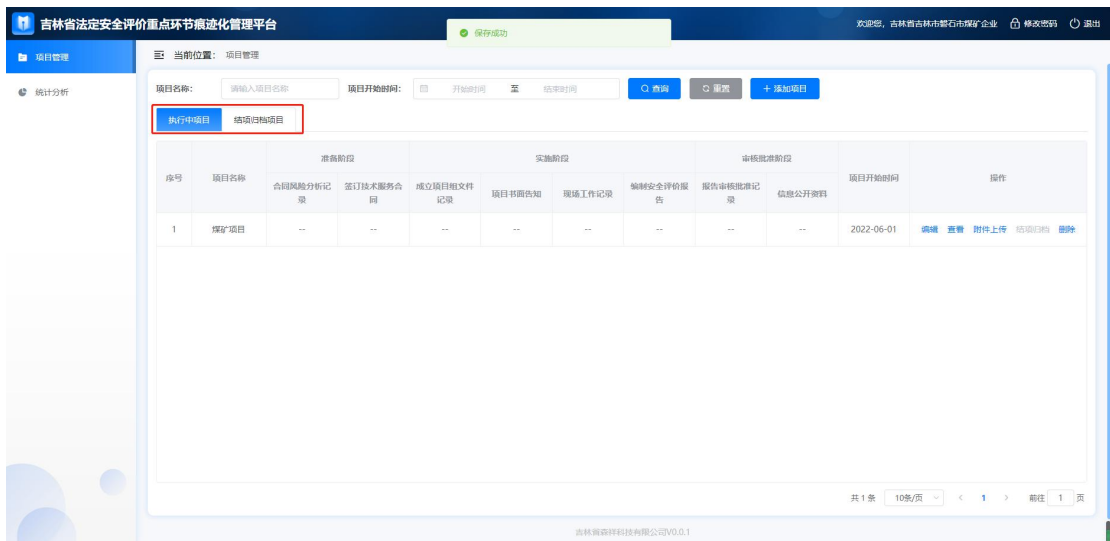 吉林省法定安全评价重点环节痕迹化管理平台
保存成功
欢迎您，吉林省吉林市磐石市煤矿企业 修改密码 退出
项目管理
统计分析
当前位置： 项目管理
项目名称： 请输入项目名称 项目开始时间： 开始时间 至 结束时间 查询 重置 + 添加项目
执行中项目 结项归档项目
序号 项目名称 准备阶段 实施阶段 审核批准阶段 项目开始时间 操作
合同风险分析记录 签订技术服务合同 成立项目组文件记录 项目书面告知 现场工作记录 编制安全评价报告 报告审核批准记录 信息公开资料
1 煤矿项目 -- -- -- -- -- -- -- -- 2022-06-01 编辑 查看 附件上传 结项归档 删除
共 1 条 10条/页 < 1 > 前往 1 页
吉林省森祥科技有限公司V0.0.1